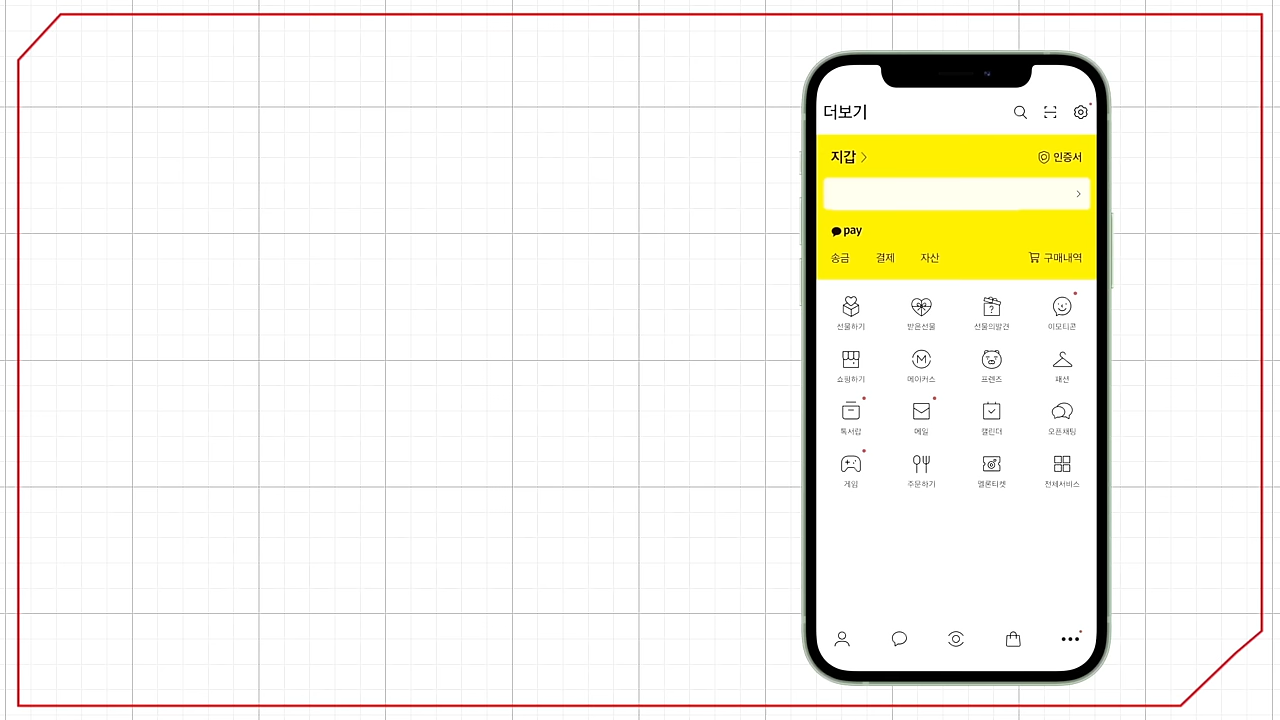 더보기
지갑
인증서
pay
송금 결제 자산 구매내역
선물하기 받은선물 선물의발견 이모티콘
쇼핑하기 메이커스 프렌즈 패션
톡서랍 메일 캘린더 오픈채팅
게임 주문하기 멜론티켓 전체서비스